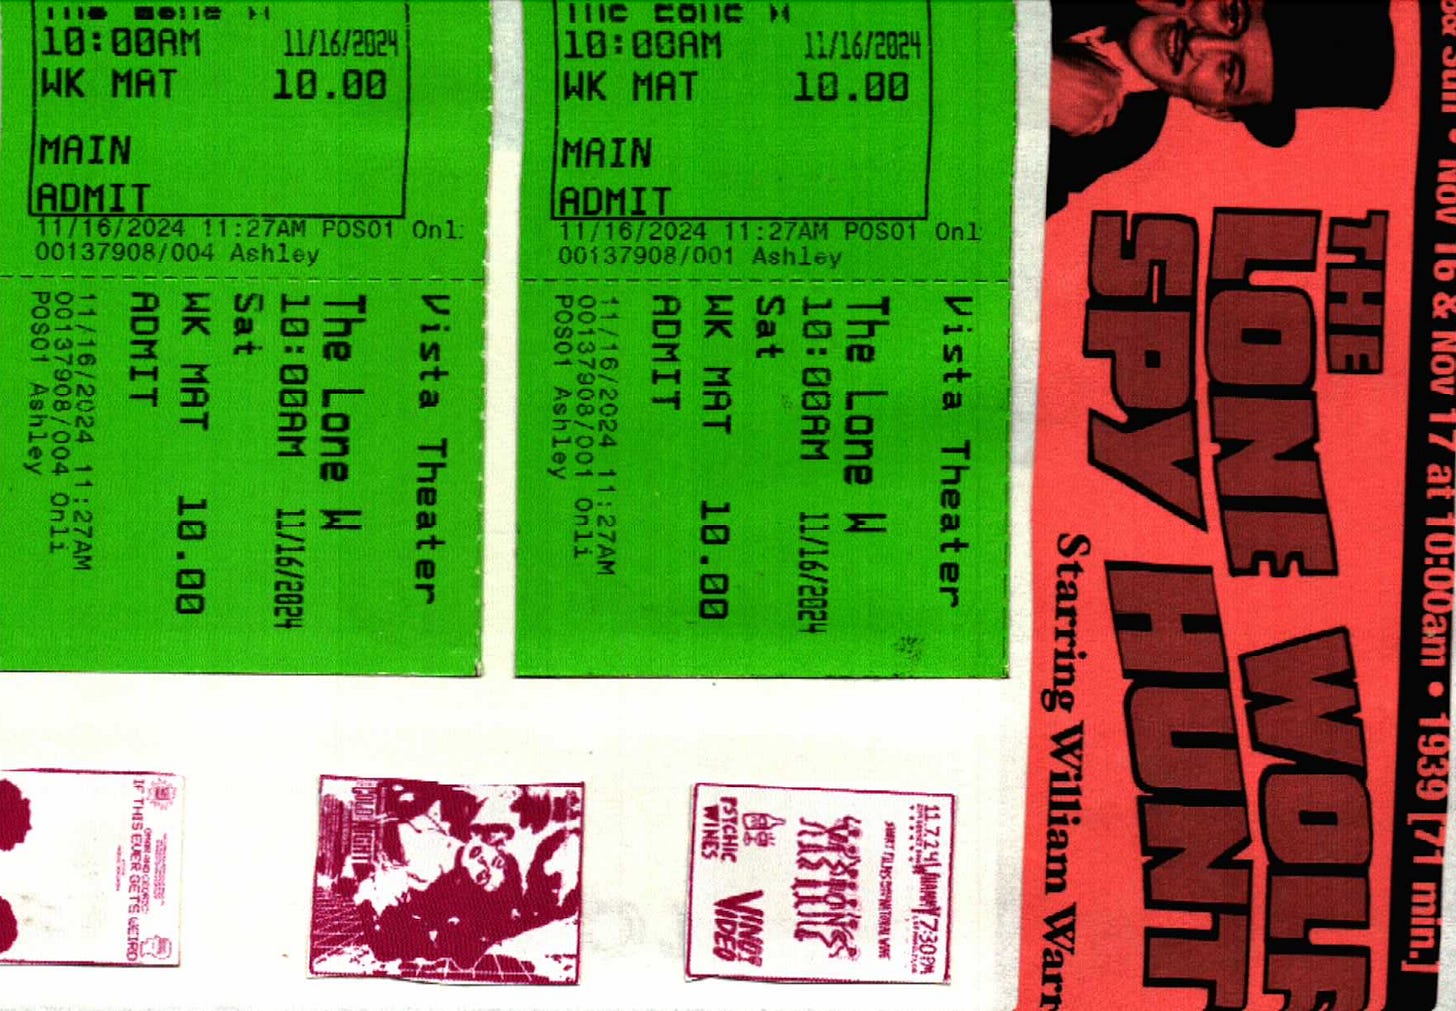 10:00AM 11/16/2024
WK MAT 10.00
MAIN
ADMIT
11/16/2024 11:27AM POS01 Onl
00137908/004 Ashley
Vista Theater
The Lone W
10:00AM 11/16/2024
Sat
WK MAT 10.00
ADMIT
11/16/2024 11:27AM
00137908/004 Onli
POS01 Ashley
10:00AM 11/16/2024
WK MAT 10.00
MAIN
ADMIT
11/16/2024 11:27AM POS01 Onl
00137908/001 Ashley
Vista Theater
The Lone W
10:00AM 11/16/2024
Sat
WK MAT 10.00
ADMIT
11/16/2024 11:27AM
00137908/001 Onli
POS01 Ashley
Sun • Nov 16 & Nov 17 at 10:00am • 1939 [71 min.]
THE
LONE WOLF
SPY HUNT
Starring William Warr
IF THIS EVER GETS WEIRD
COLD NIGHT
11.7.24 7:30PM
PSYCHIC
WINES
VIDEO